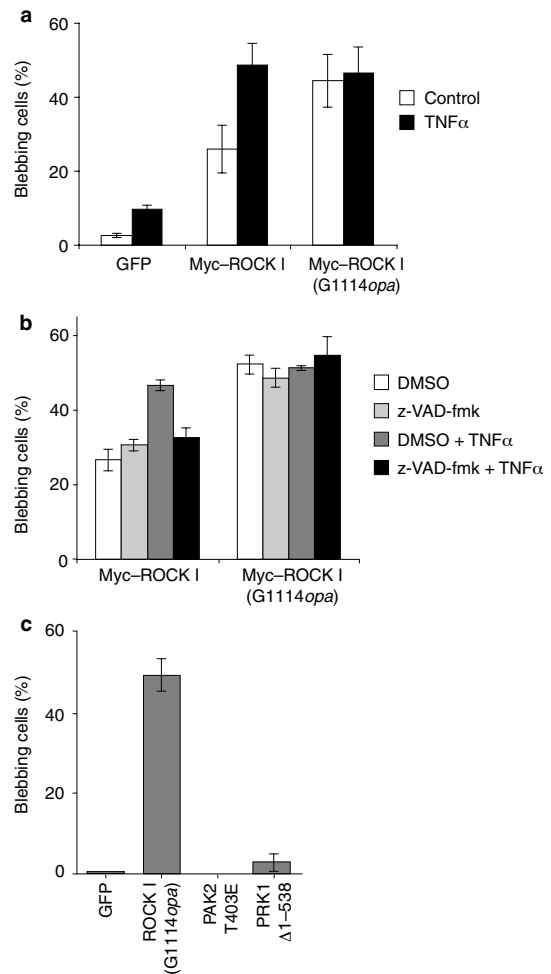 a
60
40
20
0
Blebbing cells (%)
GFP
Myc–ROCK I
Myc–ROCK I
(G1114opa)
Control
TNFα
b
60
40
20
0
Blebbing cells (%)
Myc–ROCK I
Myc–ROCK I
(G1114opa)
DMSO
z-VAD-fmk
DMSO + TNFα
z-VAD-fmk + TNFα
c
60
40
20
0
Blebbing cells (%)
GFP
ROCK I
(G1114opa)
PAK2
T403E
PRK1
Δ1–538